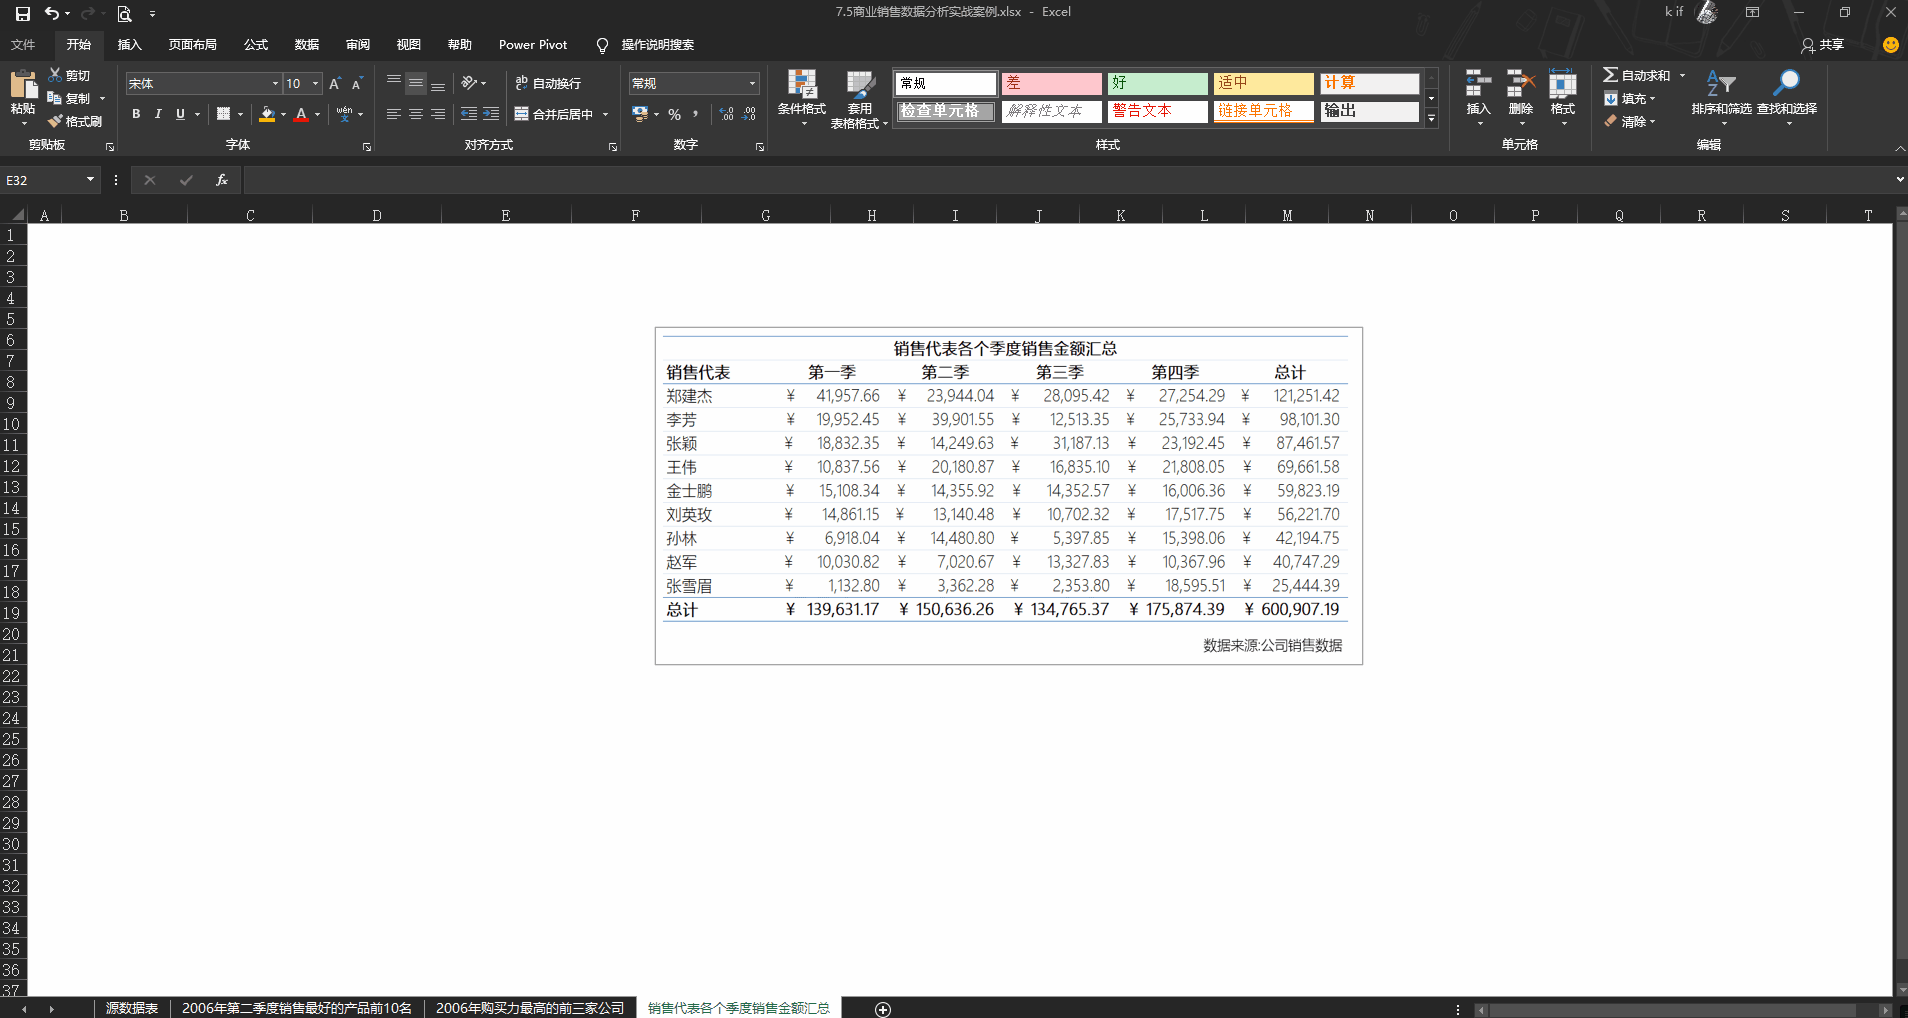 7.5商业销售数据分析实战案例.xlsx - Excel
k if
文件 开始 插入 页面布局 公式 数据 审阅 视图 帮助 Power Pivot 操作说明搜索 共享
粘贴 剪切 复制 格式刷 剪贴板
宋体 10 A A B I U A wén 文 字体
ab 自动换行 合并后居中 对齐方式
常规 % , 数字
条件格式 套用 表格格式
常规 差 好 适中 计算
检查单元格 解释性文本 警告文本 链接单元格 输出
样式
插入 删除 格式 单元格
自动求和 填充 清除 排序和筛选 查找和选择 编辑
E32 fx
A B C D E F G H I J K L M N O P Q R S T
1
2
3
4
5
6
7
8
9
10
11
12
13
14
15
16
17
18
19
20
21
22
23
24
25
26
27
28
29
30
31
32
33
34
35
36
37
销售代表各个季度销售金额汇总
销售代表 第一季 第二季 第三季 第四季 总计
郑建杰 ¥ 41,957.66 ¥ 23,944.04 ¥ 28,095.42 ¥ 27,254.29 ¥ 121,251.42
李芳 ¥ 19,952.45 ¥ 39,901.55 ¥ 12,513.35 ¥ 25,733.94 ¥ 98,101.30
张颖 ¥ 18,832.35 ¥ 14,249.63 ¥ 31,187.13 ¥ 23,192.45 ¥ 87,461.57
王伟 ¥ 10,837.56 ¥ 20,180.87 ¥ 16,835.10 ¥ 21,808.05 ¥ 69,661.58
金士鹏 ¥ 15,108.34 ¥ 14,355.92 ¥ 14,352.57 ¥ 16,006.36 ¥ 59,823.19
刘英玫 ¥ 14,861.15 ¥ 13,140.48 ¥ 10,702.32 ¥ 17,517.75 ¥ 56,221.70
孙林 ¥ 6,918.04 ¥ 14,480.80 ¥ 5,397.85 ¥ 15,398.06 ¥ 42,194.75
赵军 ¥ 10,030.82 ¥ 7,020.67 ¥ 13,327.83 ¥ 10,367.96 ¥ 40,747.29
张雪眉 ¥ 1,132.80 ¥ 3,362.28 ¥ 2,353.80 ¥ 18,595.51 ¥ 25,444.39
总计 ¥ 139,631.17 ¥ 150,636.26 ¥ 134,765.37 ¥ 175,874.39 ¥ 600,907.19
数据来源:公司销售数据
源数据表 2006年第二季度销售最好的产品前10名 2006年购买力最高的前三家公司 销售代表各个季度销售金额汇总